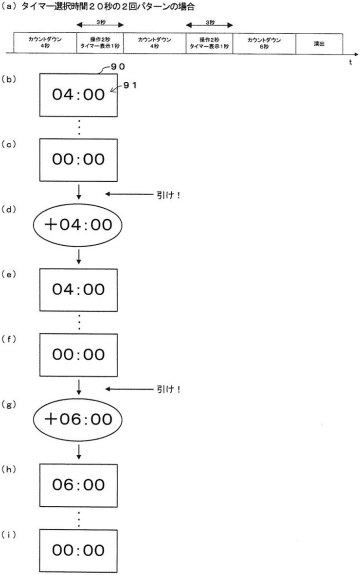 (a) タイマー選択時間20秒の2回パターンの場合
3秒 3秒
カウントダウン 操作2秒 カウントダウン 操作2秒 カウントダウン 演出
4秒 タイマー表示1秒 4秒 タイマー表示1秒 6秒
t
90
(b) 04:00 91
(c) 00:00
引け!
(d) +04:00
(e) 04:00
(f) 00:00
引け!
(g) +06:00
(h) 06:00
(i) 00:00